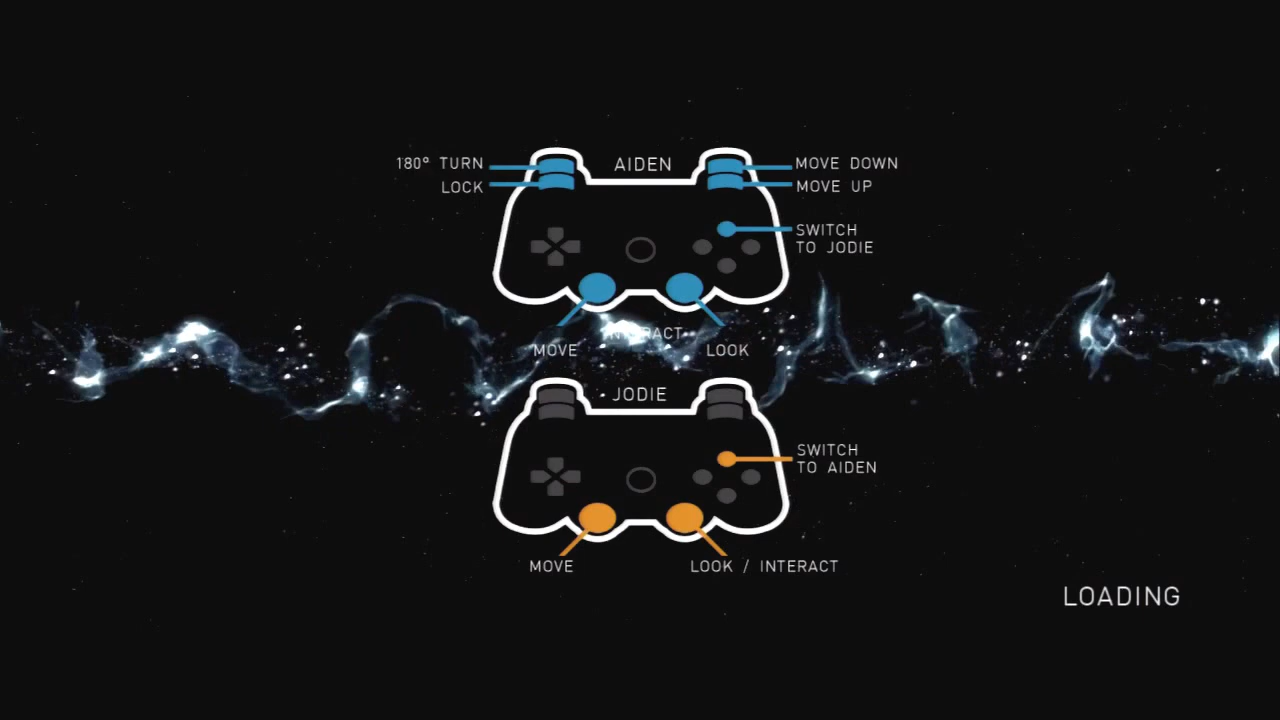 AIDEN
180° TURN
LOCK
MOVE DOWN
MOVE UP
SWITCH
TO JODIE
INTERACT
MOVE
LOOK
JODIE
SWITCH
TO AIDEN
MOVE
LOOK / INTERACT
LOADING